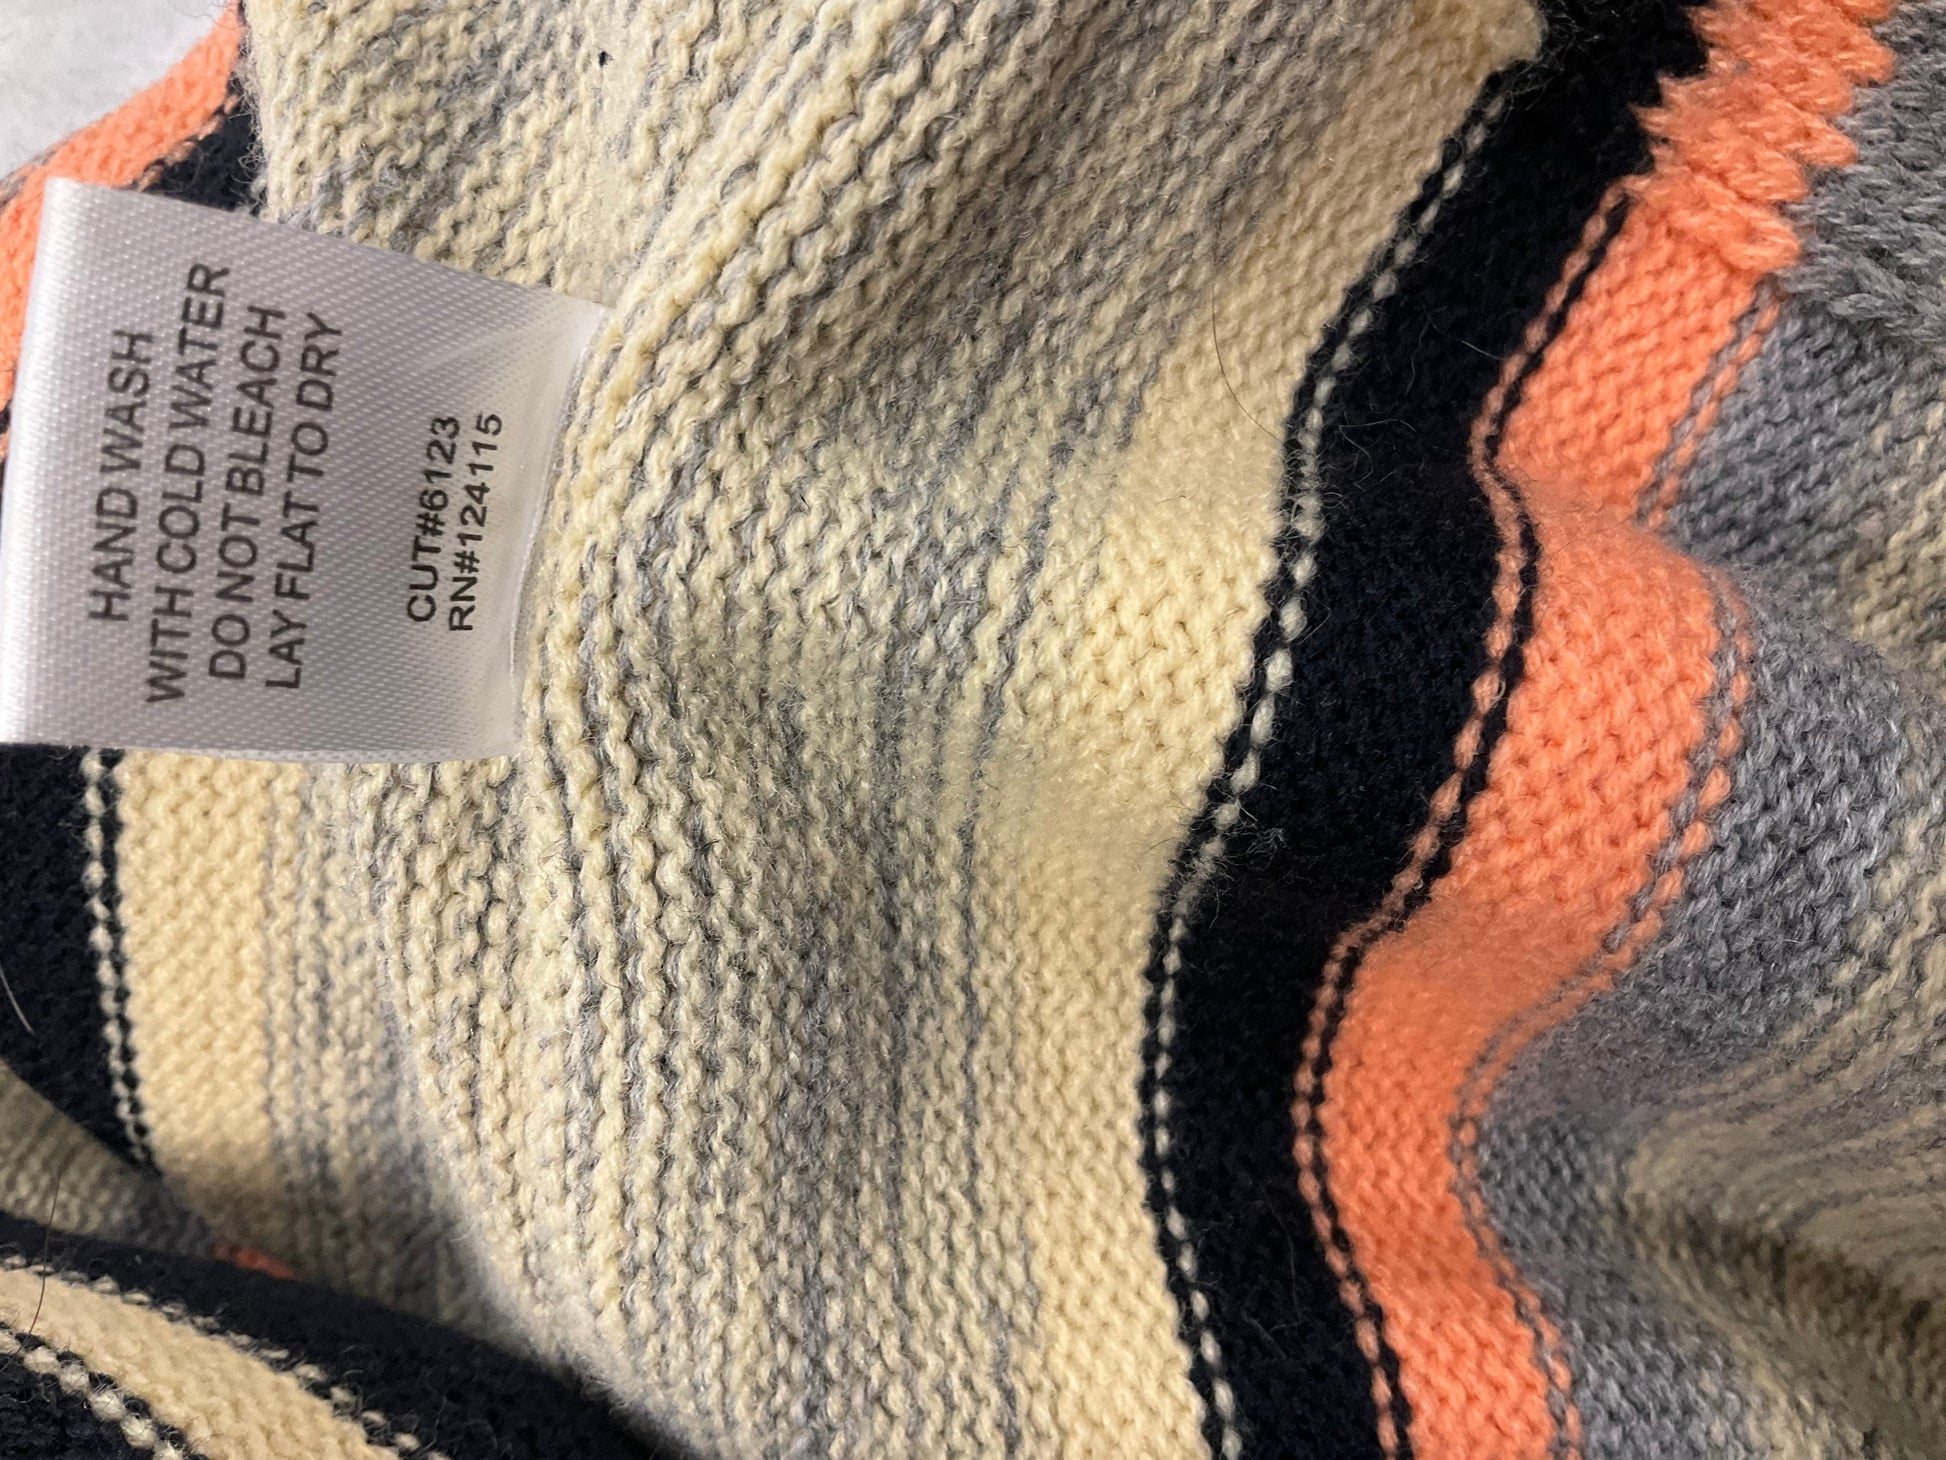 HAND WASH
WITH COLD WATER
DO NOT BLEACH
LAY FLAT TO DRY
CUT#6123
RN#124115